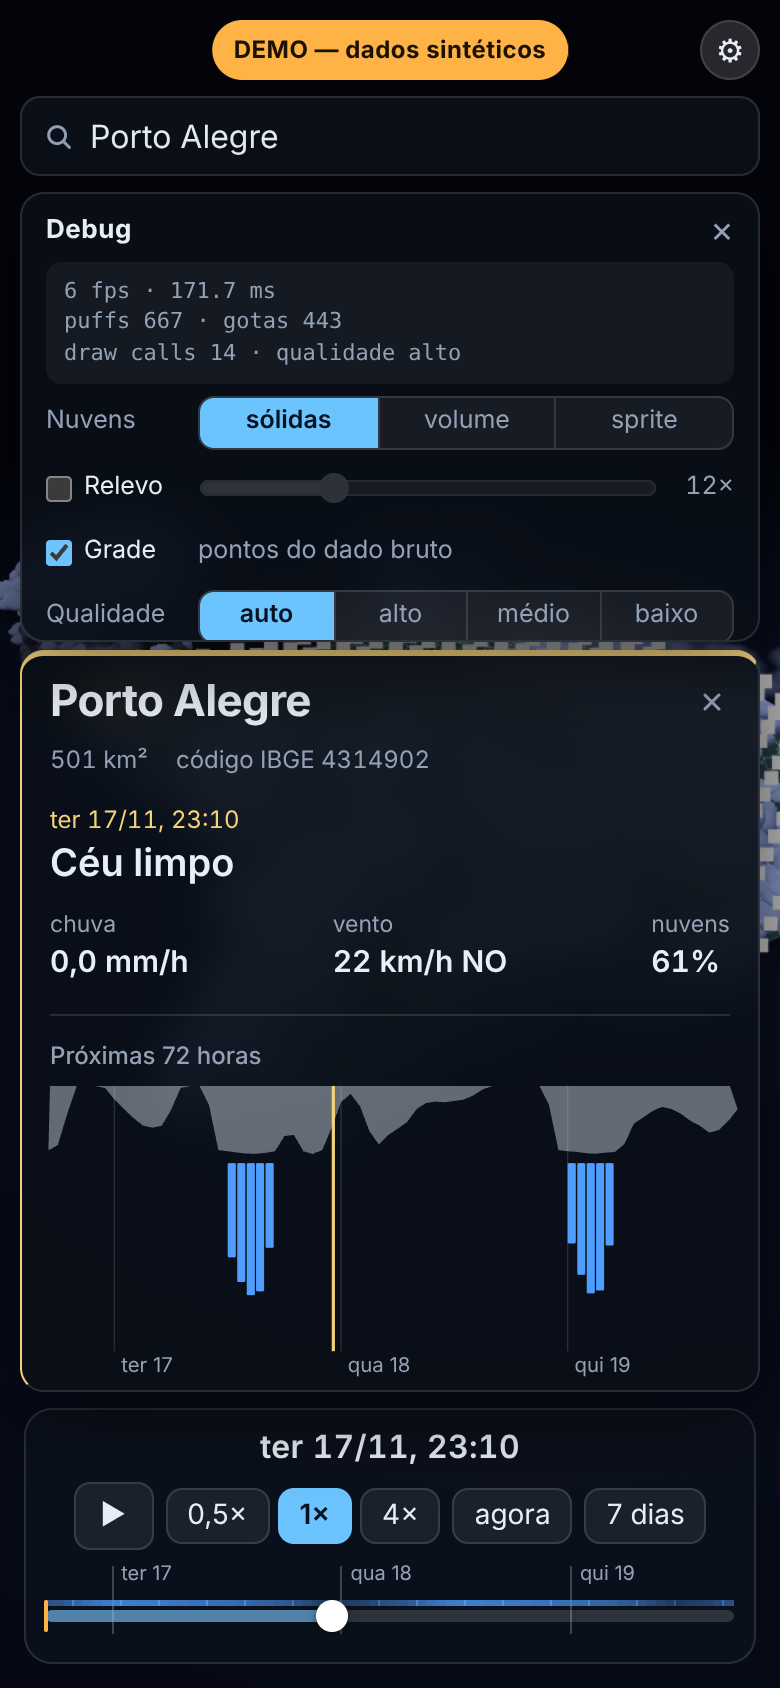 DEMO — dados sintéticos
Porto Alegre
Debug
6 fps · 171.7 ms
puffs 667 · gotas 443
draw calls 14 · qualidade alto
Nuvens sólidas volume sprite
Relevo 12×
Grade pontos do dado bruto
Qualidade auto alto médio baixo
Porto Alegre
501 km² código IBGE 4314902
ter 17/11, 23:10
Céu limpo
chuva vento nuvens
0,0 mm/h 22 km/h NO 61%
Próximas 72 horas
ter 17 qua 18 qui 19
ter 17/11, 23:10
0,5× 1× 4× agora 7 dias
ter 17 qua 18 qui 19